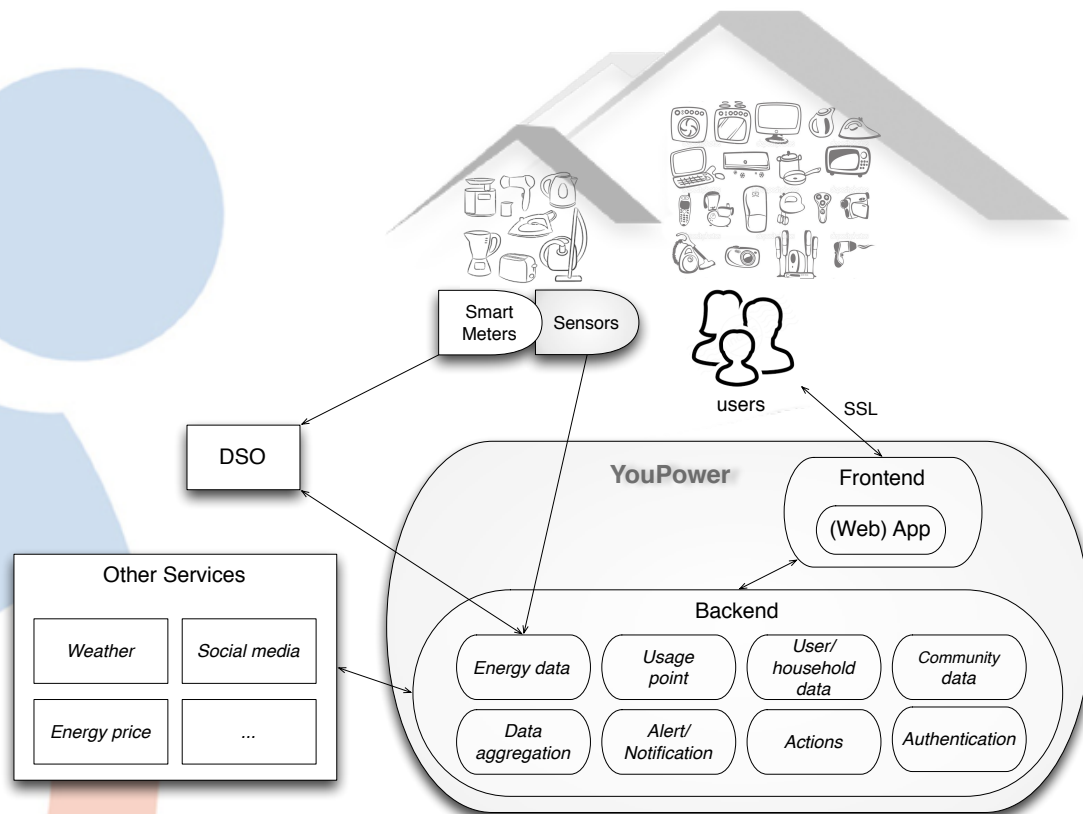 Smart
Meters
Sensors
users
SSL
DSO
YouPower
Frontend
(Web) App
Other Services
Weather
Social media
Energy price
...
Backend
Energy data
Usage
point
User/
household
data
Community
data
Data
aggregation
Alert/
Notification
Actions
Authentication